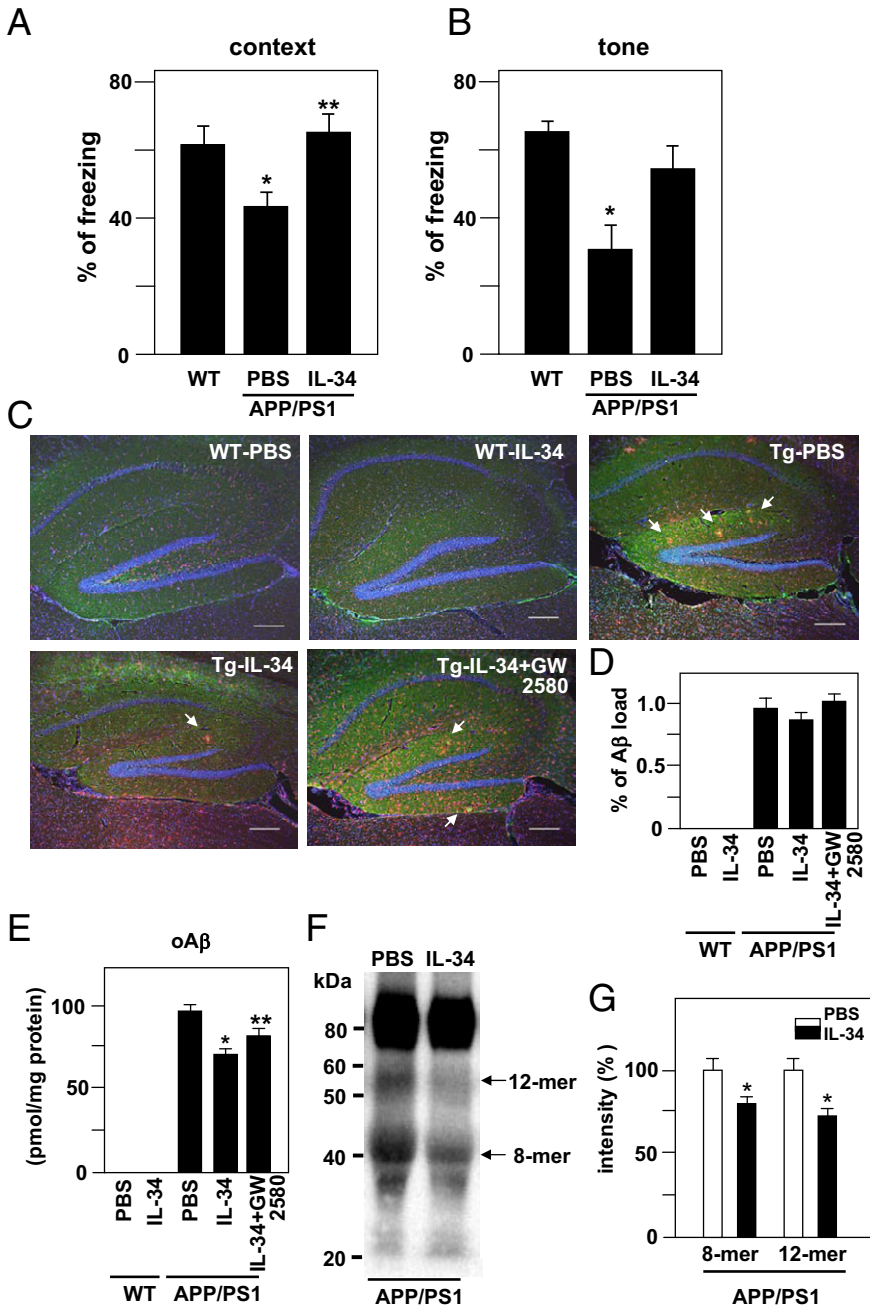 A
context
% of freezing
80
40
0
**
*
WT
PBS
IL-34
APP/PS1
B
tone
% of freezing
80
40
0
*
WT
PBS
IL-34
APP/PS1
C
WT-PBS
WT-IL-34
Tg-PBS
Tg-IL-34
Tg-IL-34+GW
2580
D
% of Aβ load
1.0
0.5
0
PBS
IL-34
PBS
IL-34
IL-34+GW
2580
WT
APP/PS1
E
oAβ
(pmol/mg protein)
100
50
0
*
**
PBS
IL-34
PBS
IL-34
IL-34+GW
2580
WT
APP/PS1
F
PBS
IL-34
kDa
80
60
50
40
20
12-mer
8-mer
APP/PS1
G
PBS
IL-34
intensity (%)
100
50
0
*
*
8-mer
12-mer
APP/PS1